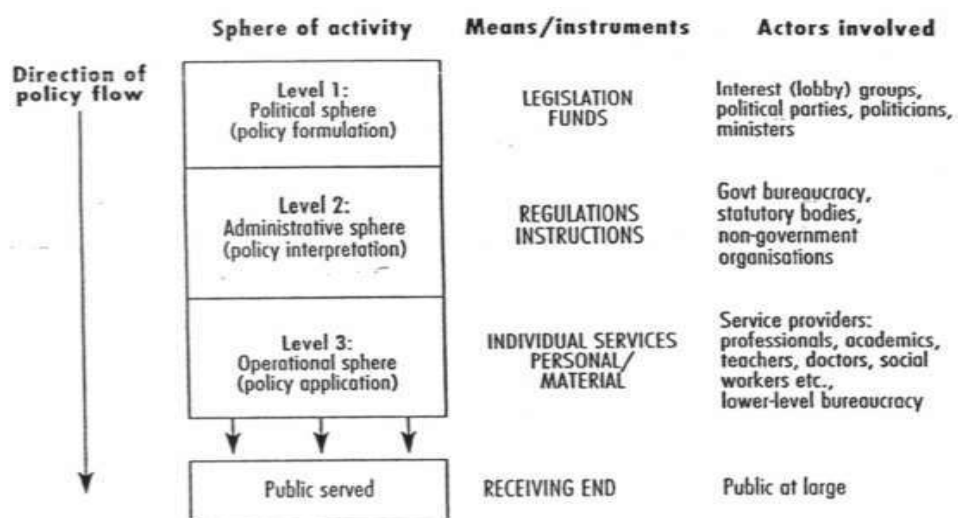 Sphere of activity
Means/instruments
Actors involved
Direction of
policy flow
Level 1:
Political sphere
(policy formulation)
LEGISLATION
FUNDS
Interest (lobby) groups,
political parties, politicians,
ministers
Level 2:
Administrative sphere
(policy interpretation)
REGULATIONS
INSTRUCTIONS
Govt bureaucracy,
statutory bodies,
non-government
organisations
Level 3:
Operational sphere
(policy application)
INDIVIDUAL SERVICES
PERSONAL/
MATERIAL
Service providers:
professionals, academics,
teachers, doctors, social
workers etc.,
lower-level bureaucracy
Public served
RECEIVING END
Public at large